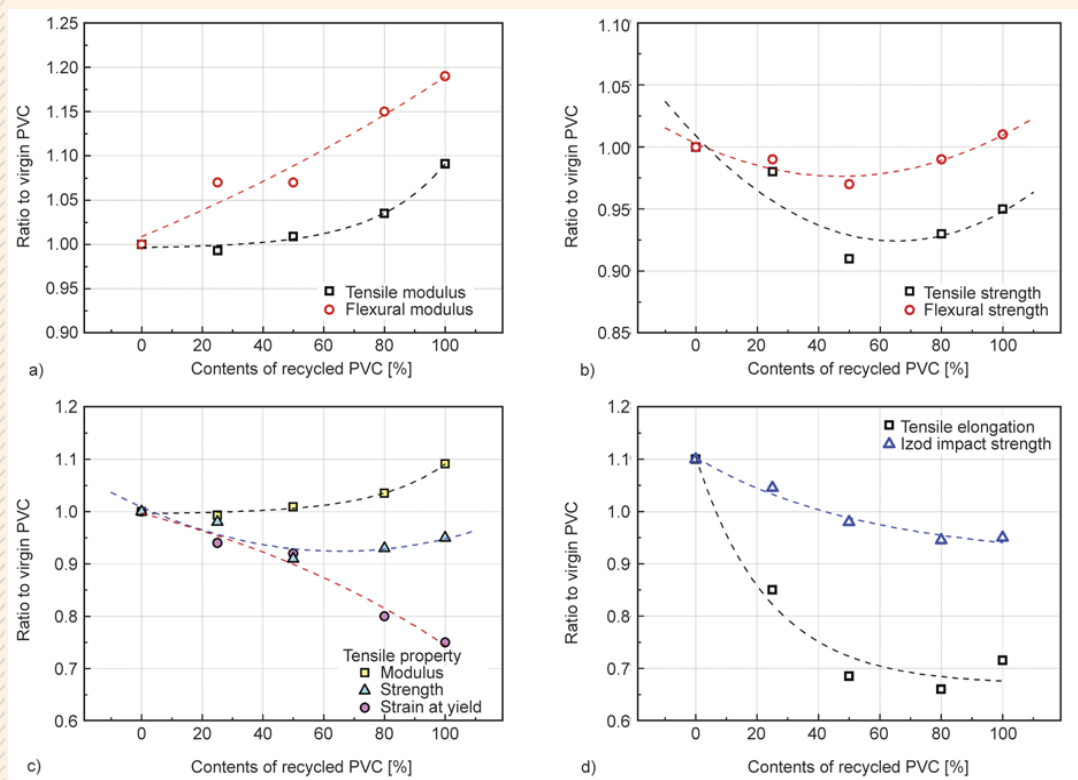 1.25
1.20
1.15
1.10
1.05
1.00
0.95
0.90
Ratio to virgin PVC
Tensile modulus
Flexural modulus
0 20 40 60 80 100
a) Contents of recycled PVC [%]
1.10
1.00
0.95
0.90
0.85
Ratio to virgin PVC
Tensile strength
Flexural strength
0 20 40 60 80 100
b) Contents of recycled PVC [%]
1.2
1.1
1.0
0.9
0.8
0.7
0.6
Ratio to virgin PVC
Tensile property
Modulus
Strength
Strain at yield
0 20 40 60 80 100
c) Contents of recycled PVC [%]
1.2
1.1
1.0
0.9
0.8
0.7
0.6
Ratio to virgin PVC
Tensile elongation
Izod impact strength
0 20 40 60 80 100
d) Contents of recycled PVC [%]